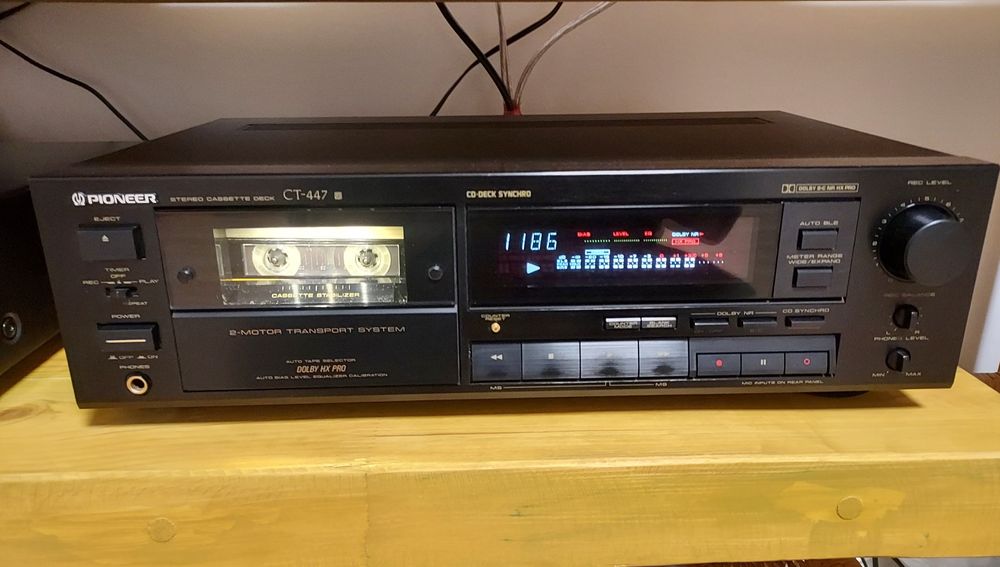 PIONEER STEREO CASSETTE DECK CT-447
CD-DECK SYNCHRO
DOLBY B-C NR HX PRO
REC LEVEL
EJECT
TIMER
OFF
REC PLAY
REPEAT
POWER
OFF ON
PHONES
CASSETTE STABILIZER
2-MOTOR TRANSPORT SYSTEM
AUTO TAPE SELECTOR
DOLBY HX PRO
AUTO BIAS LEVEL EQUALIZER CALIBRATION
1186
BIAS LEVEL EQ DOLBY NR
HX PRO
AUTO BLE
METER RANGE
WIDE/EXPAND
COUNTER
RESET
DOLBY NR CD SYNCHRO
MS MS
MIC INPUTS ON REAR PANEL
REC BALANCE
R
PHONES LEVEL
MIN MAX